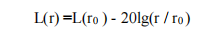 L(r) =L(r₀ ) - 20lg(r / r₀ )